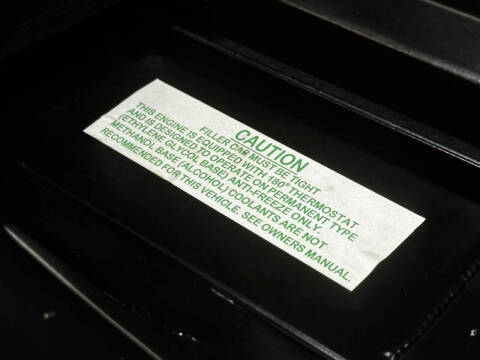 CAUTION
FILLER CAP MUST BE TIGHT
THIS ENGINE IS EQUIPPED WITH 180° THERMOSTAT
AND IS DESIGNED TO OPERATE ON PERMANENT TYPE
(ETHYLENE GLYCOL BASE) ANTI-FREEZE ONLY.
METHANOL BASE (ALCOHOL) COOLANTS ARE NOT
RECOMMENDED FOR THIS VEHICLE. SEE OWNERS MANUAL.